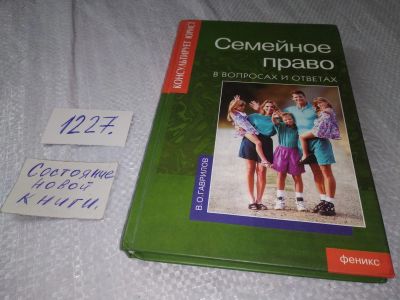 1227.
Состояние
новой
книги.
КОНСУЛЬТИРУЕТ ЮРИСТ
Семейное
право
В ВОПРОСАХ И ОТВЕТАХ
В.О.ГАВРИЛОВ
феникс